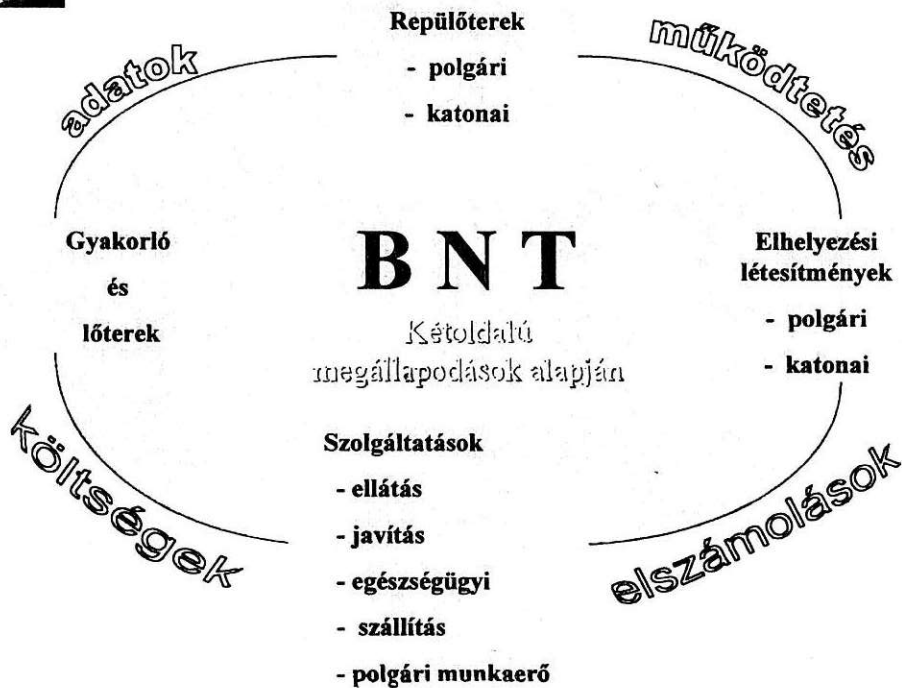 Repülőterek
- polgári
- katonai
adatok
működtetés
Gyakorló
és
lőterek
BNT
Kétoldalú
megállapodások alapján
Elhelyezési
létesítmények
- polgári
- katonai
költségek
elszámolások
Szolgáltatások
- ellátás
- javítás
- egészségügyi
- szállítás
- polgári munkaerő